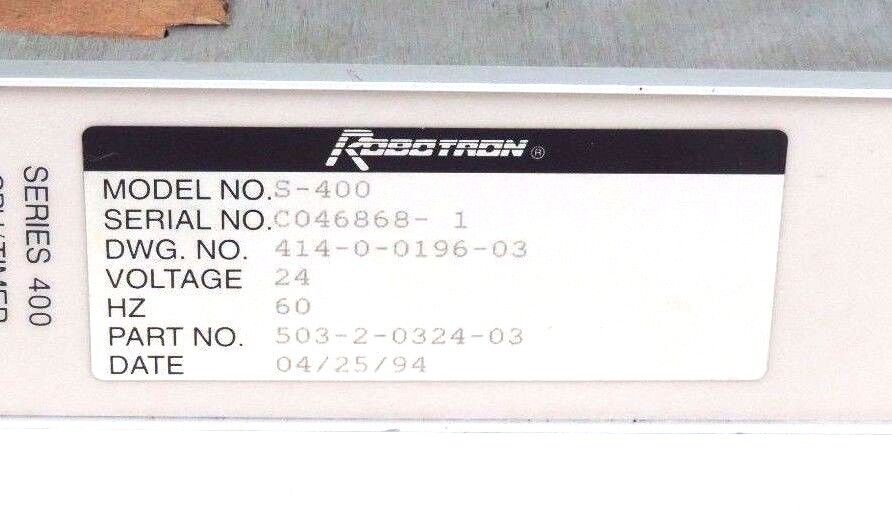 ROBOTRON ®
MODEL NO. S-400
SERIAL NO. C046868- 1
DWG. NO. 414-0-0196-03
VOLTAGE 24
HZ 60
PART NO. 503-2-0324-03
DATE 04/25/94
SERIES 400